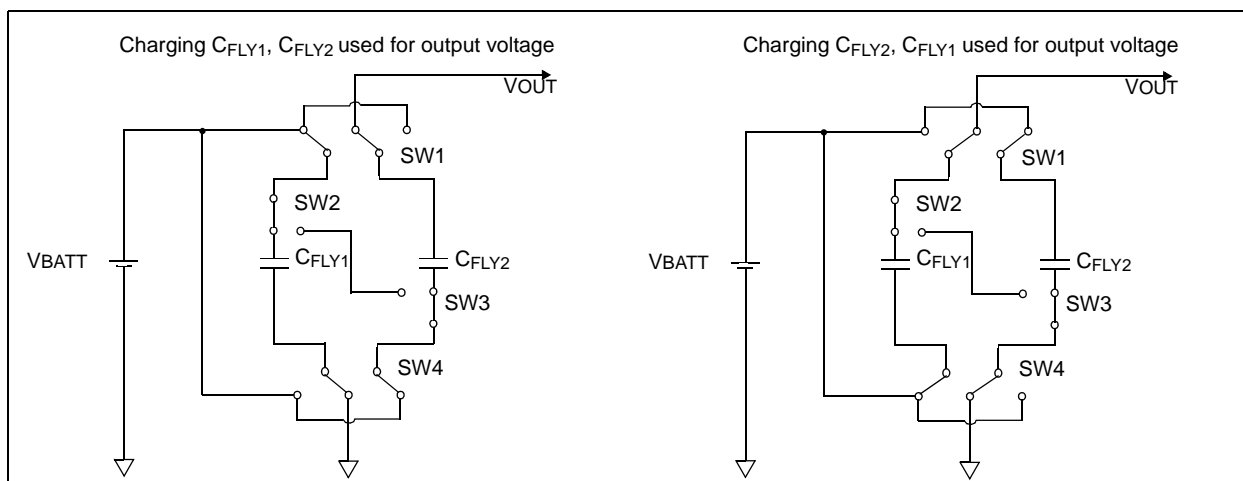 Charging CFLY1, CFLY2 used for output voltage
VOUT
SW1
SW2
VBATT
CFLY1
CFLY2
SW3
SW4
Charging CFLY2, CFLY1 used for output voltage
VOUT
SW1
SW2
VBATT
CFLY1
CFLY2
SW3
SW4